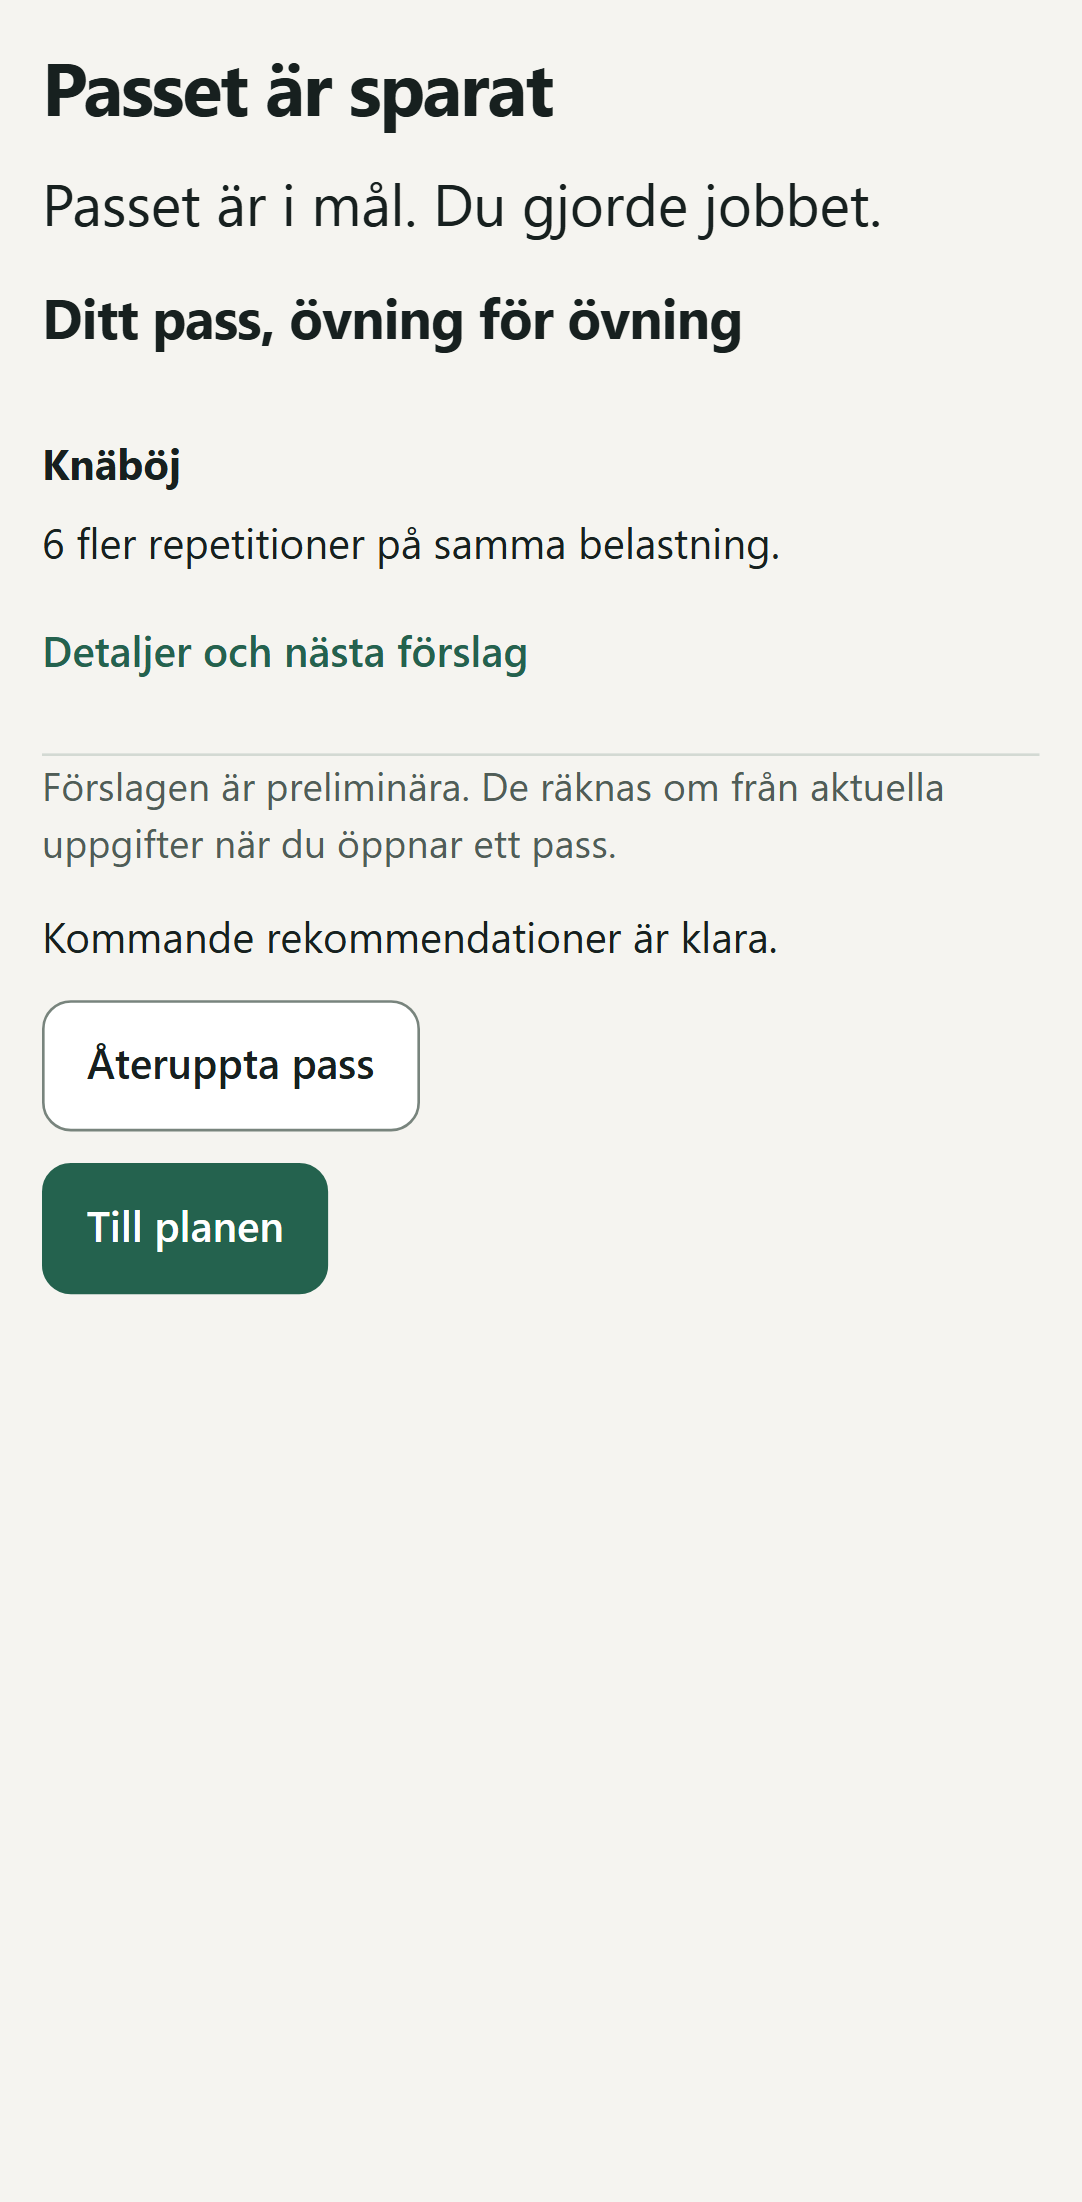 Passet är sparat
Passet är i mål. Du gjorde jobbet.
Ditt pass, övning för övning
Knäböj
6 fler repetitioner på samma belastning.
Detaljer och nästa förslag
Förslagen är preliminära. De räknas om från aktuella
uppgifter när du öppnar ett pass.
Kommande rekommendationer är klara.
Återuppta pass
Till planen